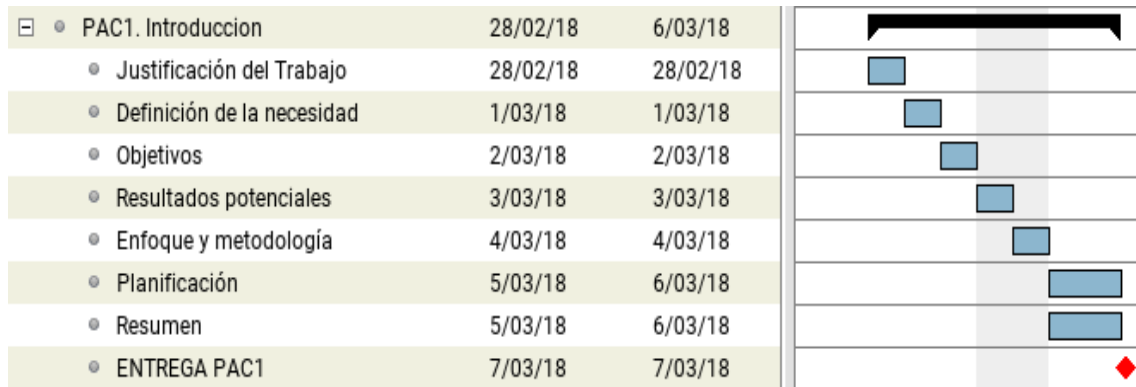 PAC1. Introduccion 28/02/18 6/03/18
Justificación del Trabajo 28/02/18 28/02/18
Definición de la necesidad 1/03/18 1/03/18
Objetivos 2/03/18 2/03/18
Resultados potenciales 3/03/18 3/03/18
Enfoque y metodología 4/03/18 4/03/18
Planificación 5/03/18 6/03/18
Resumen 5/03/18 6/03/18
ENTREGA PAC1 7/03/18 7/03/18